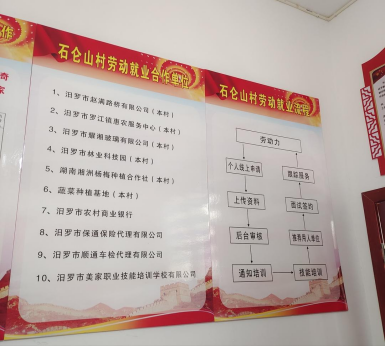 作
奇
家
石仑山村劳动就业合作单位
1、汨罗市赵满路桥有限公司（本村）
2、汨罗市罗江镇惠农服务中心（本村）
3、汨罗市耀湘玻璃有限公司（本村）
4、汨罗市林业科技园（本村）
5、湖南湘洲杨梅种植合作社（本村）
6、蔬菜种植基地（本村）
7、汨罗市农村商业银行
8、汨罗市保通保险代理有限公司
9、汨罗市顺通车检代理有限公司
10、汨罗市美家职业技能培训学校有限公司
石仑山村劳动就业流程
劳动力
个人线上申请
上传资料
后台审核
通知培训
技能培训
推荐用人单位
面试签约
跟踪服务